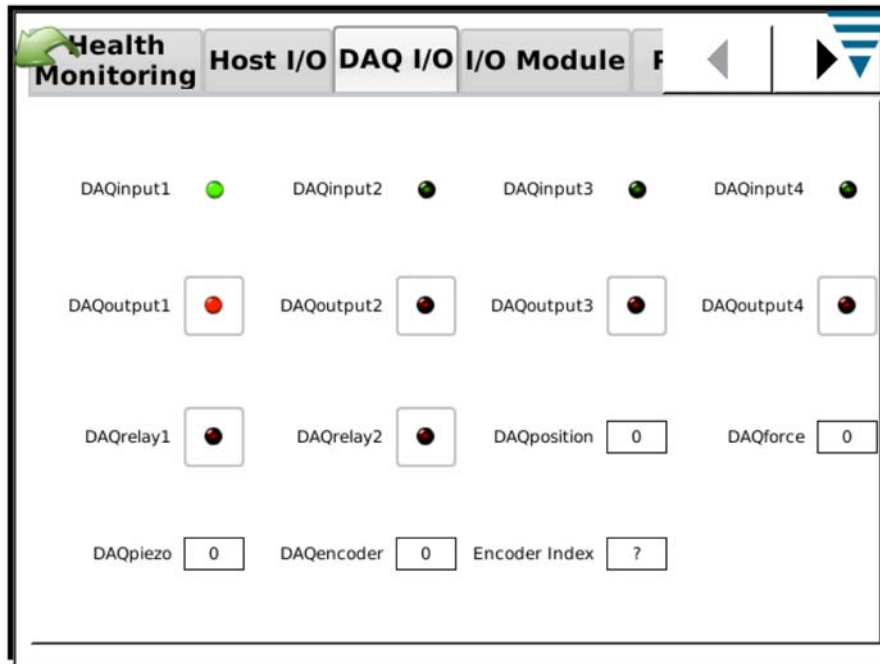 Health
Monitoring
Host I/O
DAQ I/O
I/O Module
DAQinput1
DAQinput2
DAQinput3
DAQinput4
DAQoutput1
DAQoutput2
DAQoutput3
DAQoutput4
DAQrelay1
DAQrelay2
DAQposition 0
DAQforce 0
DAQpiezo 0
DAQencoder 0
Encoder Index ?